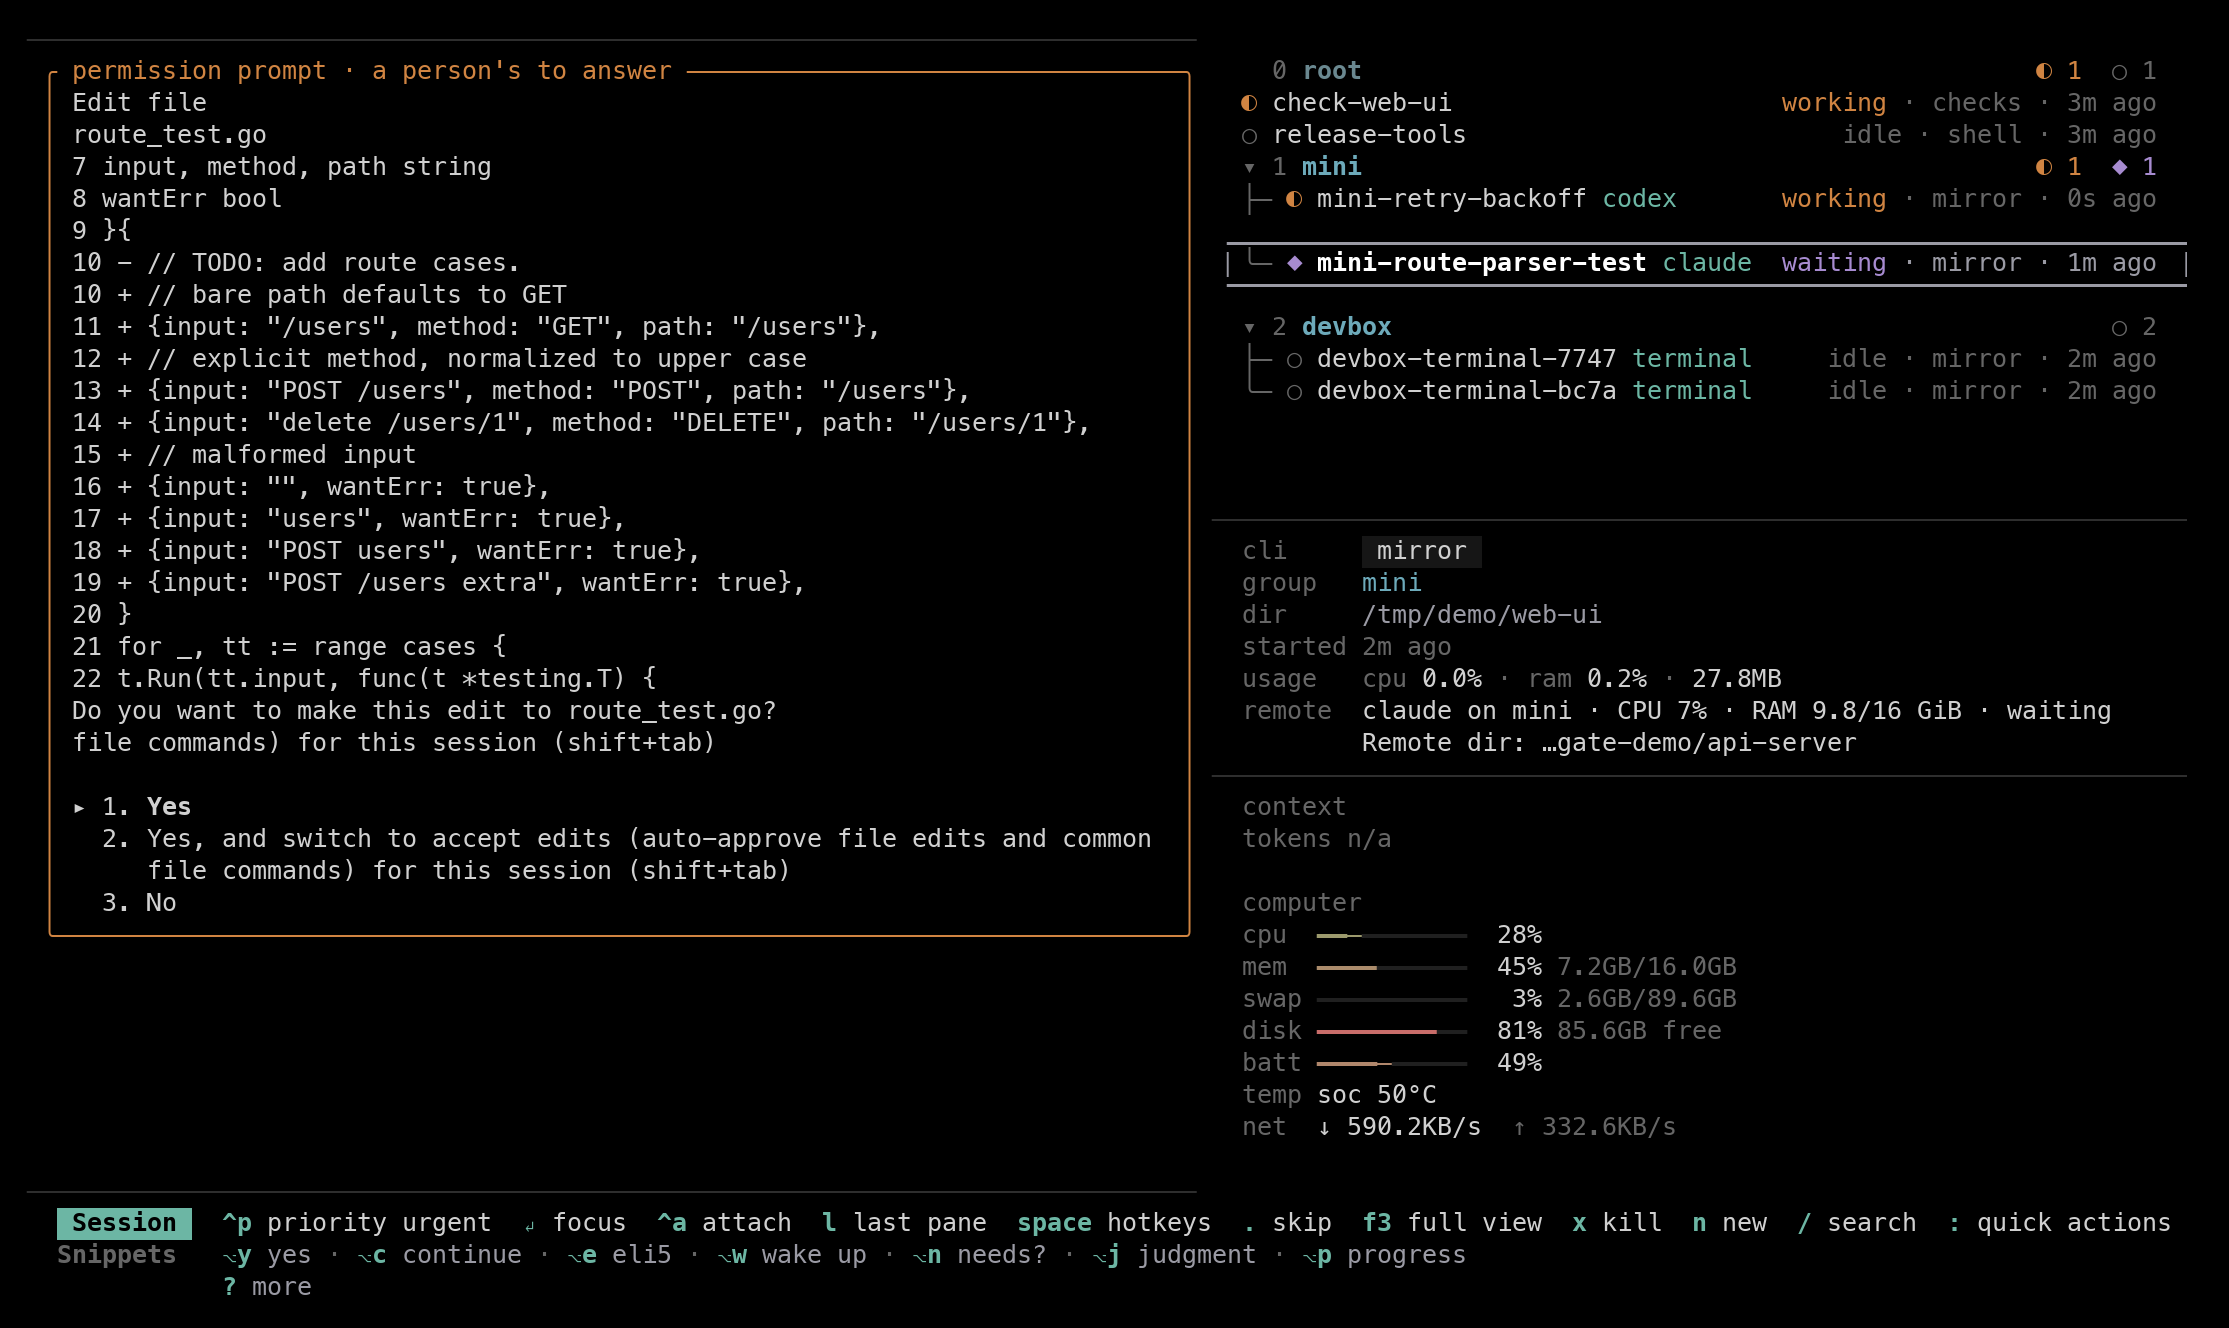 permission prompt · a person's to answer
Edit file
route_test.go
7 input, method, path string
8 wantErr bool
9 }{
10 − // TODO: add route cases.
10 + // bare path defaults to GET
11 + {input: "/users", method: "GET", path: "/users"},
12 + // explicit method, normalized to upper case
13 + {input: "POST /users", method: "POST", path: "/users"},
14 + {input: "delete /users/1", method: "DELETE", path: "/users/1"},
15 + // malformed input
16 + {input: "", wantErr: true},
17 + {input: "users", wantErr: true},
18 + {input: "POST users", wantErr: true},
19 + {input: "POST /users extra", wantErr: true},
20 }
21 for _, tt := range cases {
22 t.Run(tt.input, func(t *testing.T) {
Do you want to make this edit to route_test.go?
file commands) for this session (shift+tab)
▸ 1. Yes
2. Yes, and switch to accept edits (auto−approve file edits and common
file commands) for this session (shift+tab)
3. No
0 root ◐ 1 ○ 1
◐ check−web−ui working · checks · 3m ago
○ release−tools idle · shell · 3m ago
▾ 1 mini ◐ 1 ◆ 1
├─ ◐ mini−retry−backoff codex working · mirror · 0s ago
╰─ ◆ mini−route−parser−test claude waiting · mirror · 1m ago
▾ 2 devbox ○ 2
├─ ○ devbox−terminal−7747 terminal idle · mirror · 2m ago
╰─ ○ devbox−terminal−bc7a terminal idle · mirror · 2m ago
cli mirror
group mini
dir /tmp/demo/web−ui
started 2m ago
usage cpu 0.0% · ram 0.2% · 27.8MB
remote claude on mini · CPU 7% · RAM 9.8/16 GiB · waiting
Remote dir: …gate−demo/api−server
context
tokens n/a
computer
cpu 28%
mem 45% 7.2GB/16.0GB
swap 3% 2.6GB/89.6GB
disk 81% 85.6GB free
batt 49%
temp soc 50°C
net ↓ 590.2KB/s ↑ 332.6KB/s
Session ^p priority urgent ↲ focus ^a attach l last pane space hotkeys . skip f3 full view x kill n new / search : quick actions
Snippets ⌥y yes · ⌥c continue · ⌥e eli5 · ⌥w wake up · ⌥n needs? · ⌥j judgment · ⌥p progress
? more